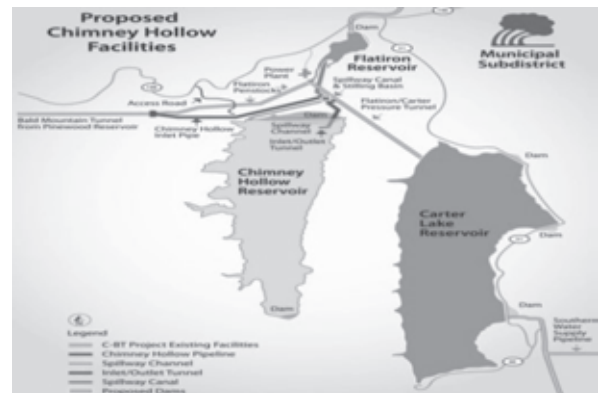 Proposed
Chimney Hollow
Facilities
Dam
Flatiron
Reservoir
Municipal
Subdistrict
Power
Plant
Flatiron
Penstocks
Spillway Canal
& Stilling Basin
Access Road
Flatiron/Carter
Pressure Tunnel
Bald Mountain Tunnel
from Pinewood Reservoir
Chimney Hollow
Inlet Pipe
Dam
Spillway
Channel
Inlet/Outlet
Tunnel
Chimney
Hollow
Reservoir
Dam
Carter
Lake
Reservoir
Dam
Dam
Dam
Southern
Water
Supply
Pipeline
Legend
C-BT Project Existing Facilities
Chimney Hollow Pipeline
Spillway Channel
Inlet/Outlet Tunnel
Spillway Canal
Proposed Dams